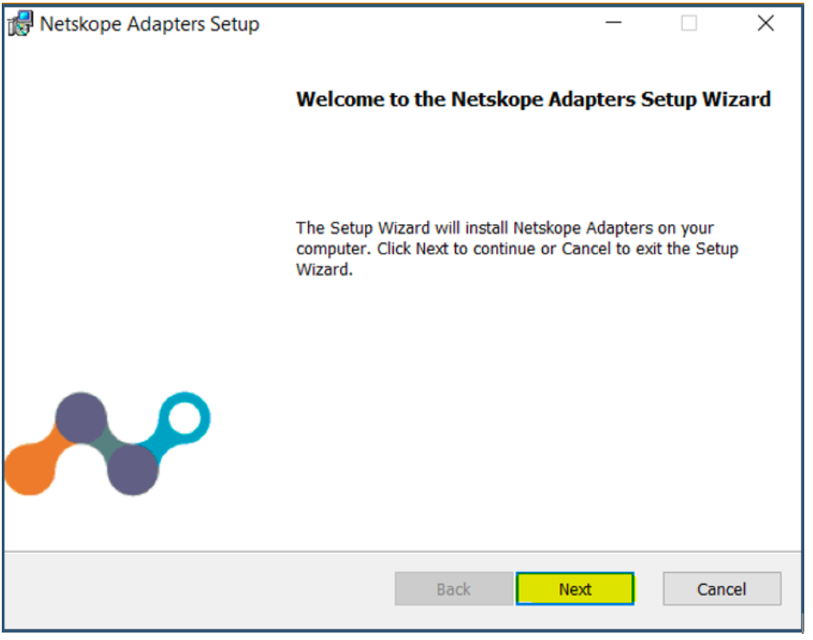 Netskope Adapters Setup
Welcome to the Netskope Adapters Setup Wizard
The Setup Wizard will install Netskope Adapters on your
computer. Click Next to continue or Cancel to exit the Setup
Wizard.
Back
Next
Cancel